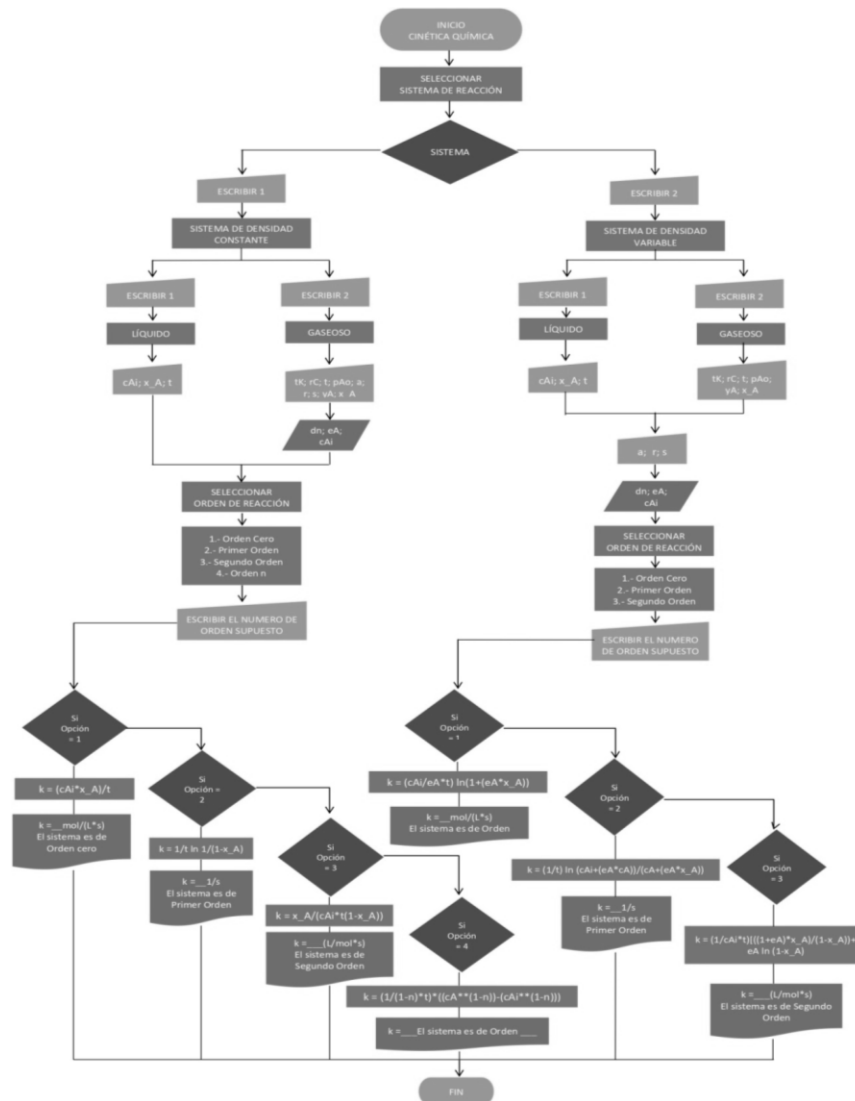 INICIO
CINÉTICA QUÍMICA
SELECCIONAR
SISTEMA DE REACCIÓN
SISTEMA
ESCRIBIR 1
SISTEMA DE DENSIDAD
CONSTANTE
ESCRIBIR 1
LÍQUIDO
cAi; x_A; t
ESCRIBIR 2
GASEOSO
tK; rC; t; pAo; a;
r; s; yA; x_A
dn; eA;
cAi
SELECCIONAR
ORDEN DE REACCIÓN
1.- Orden Cero
2.- Primer Orden
3.- Segundo Orden
4.- Orden n
ESCRIBIR EL NUMERO DE
ORDEN SUPUESTO
Si
Opción
= 1
k = (cAi*x_A)/t
k =__mol/(L*s)
El sistema es de
Orden cero
Si
Opción =
2
k = 1/t ln 1/(1-x_A)
k =__1/s
El sistema es de
Primer Orden
Si
Opción
= 3
k = x_A/(cAi*t(1-x_A))
k =___(L/mol*s)
El sistema es de
Segundo Orden
Si
Opción
= 4
k = (1/(1-n)*t)*((cA**(1-n))-(cAi**(1-n)))
k =___El sistema es de Orden ___
ESCRIBIR 2
SISTEMA DE DENSIDAD
VARIABLE
ESCRIBIR 1
LÍQUIDO
cAi; x_A; t
ESCRIBIR 2
GASEOSO
tK; rC; t; pAo;
yA; x_A
a; r; s
dn; eA;
cAi
SELECCIONAR
ORDEN DE REACCIÓN
1.- Orden Cero
2.- Primer Orden
3.- Segundo Orden
ESCRIBIR EL NUMERO
DE ORDEN SUPUESTO
Si
Opción
= 1
k = (cAi/eA*t) ln(1+(eA*x_A))
k =__mol/(L*s)
El sistema es de Orden
Si
Opción
= 2
k = (1/t) ln (cAi+(eA*cA))/(cA+(eA*x_A))
k =__1/s
El sistema es de
Primer Orden
Si
Opción
= 3
k = (1/cAi*t)[((1+eA)*x_A)/(1-x_A))+
eA ln (1-x_A)
k =___(L/mol*s)
El sistema es de Segundo
Orden
FIN